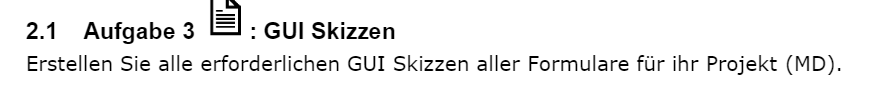 2.1 Aufgabe 3 : GUI Skizzen
Erstellen Sie alle erforderlichen GUI Skizzen aller Formulare für ihr Projekt (MD).